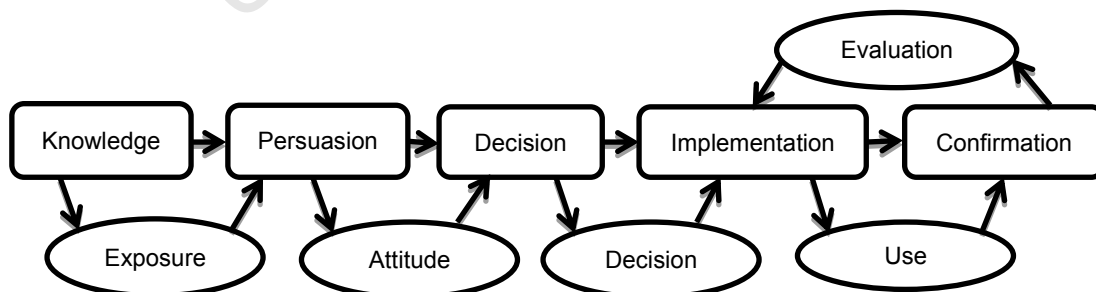 Evaluation
Knowledge
Persuasion
Decision
Implementation
Confirmation
Exposure
Attitude
Decision
Use